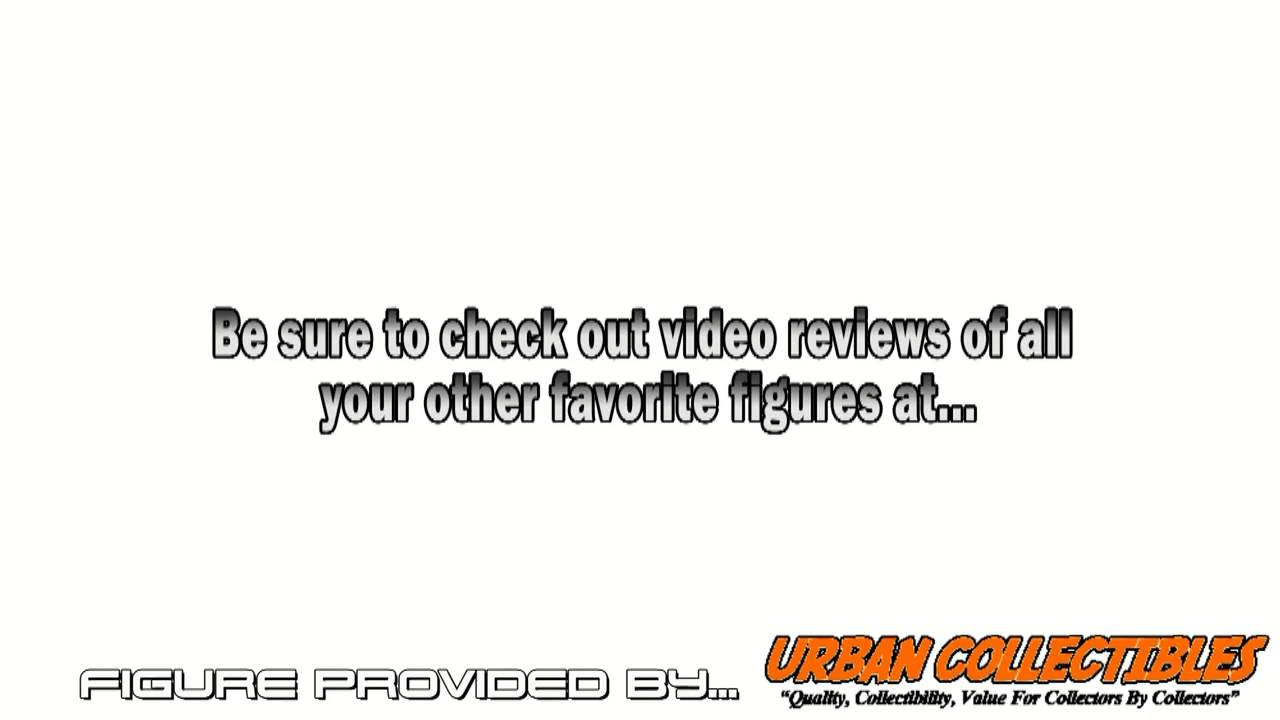 Be sure to check out video reviews of all
your other favorite figures at...
FIGURE PROVIDED BY...
URBAN COLLECTIBLES
"Quality, Collectibility, Value For Collectors By Collectors"